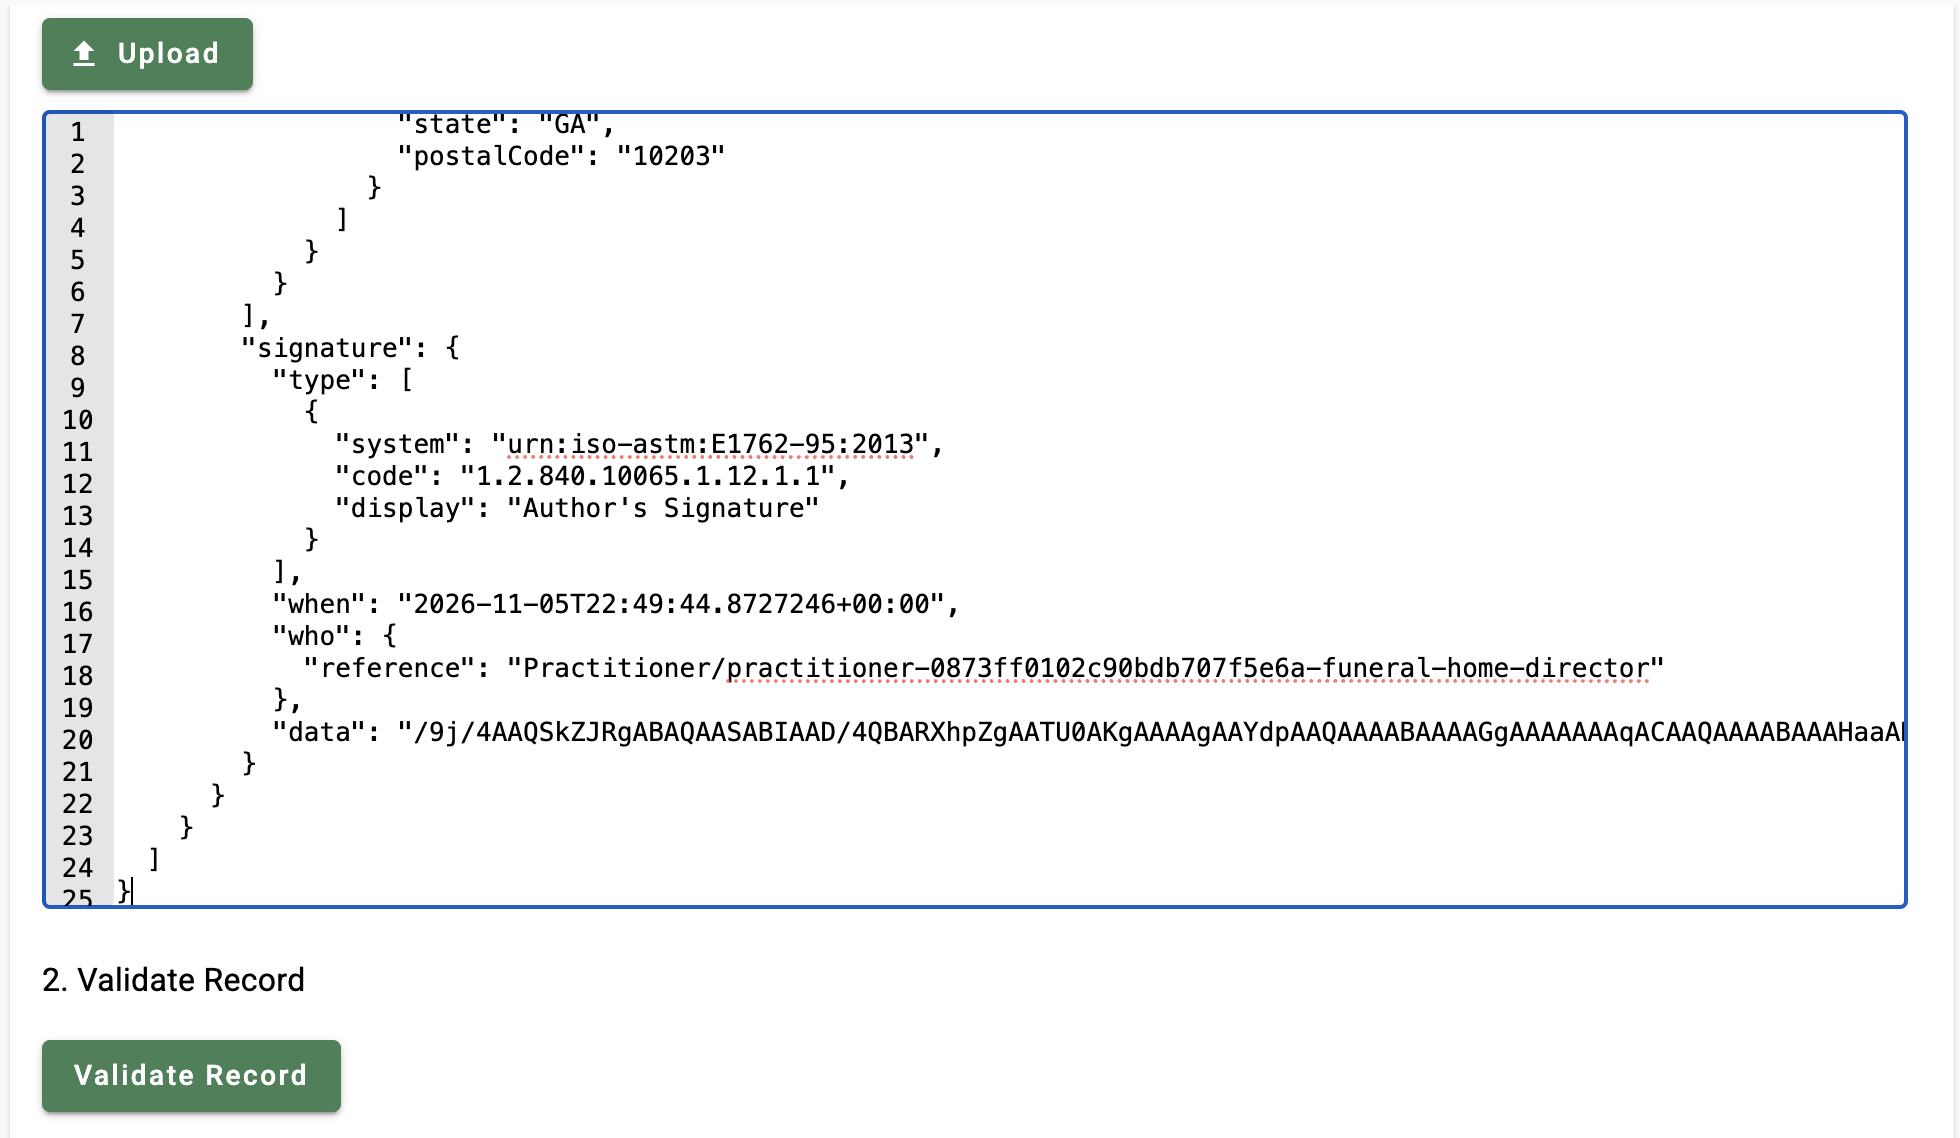 Upload
1 "state": "GA",
2 "postalCode": "10203"
3 }
4 ]
5 }
6 }
7 ],
8 "signature": {
9 "type": [
10 {
11 "system": "urn:iso-astm:E1762-95:2013",
12 "code": "1.2.840.10065.1.12.1.1",
13 "display": "Author's Signature"
14 }
15 ],
16 "when": "2026-11-05T22:49:44.8727246+00:00",
17 "who": {
18 "reference": "Practitioner/practitioner-0873ff0102c90bdb707f5e6a-funeral-home-director"
19 },
20 "data": "/9j/4AAQSkZJRgABAQAASABIAAD/4QBARXhpZgAATU0AKgAAAAgAAYdpAAQAAAABAAAAGgAAAAAAAqACAAQAAAABAAAHaaA
21 }
22 }
23 }
24 ]
25 }
2. Validate Record
Validate Record